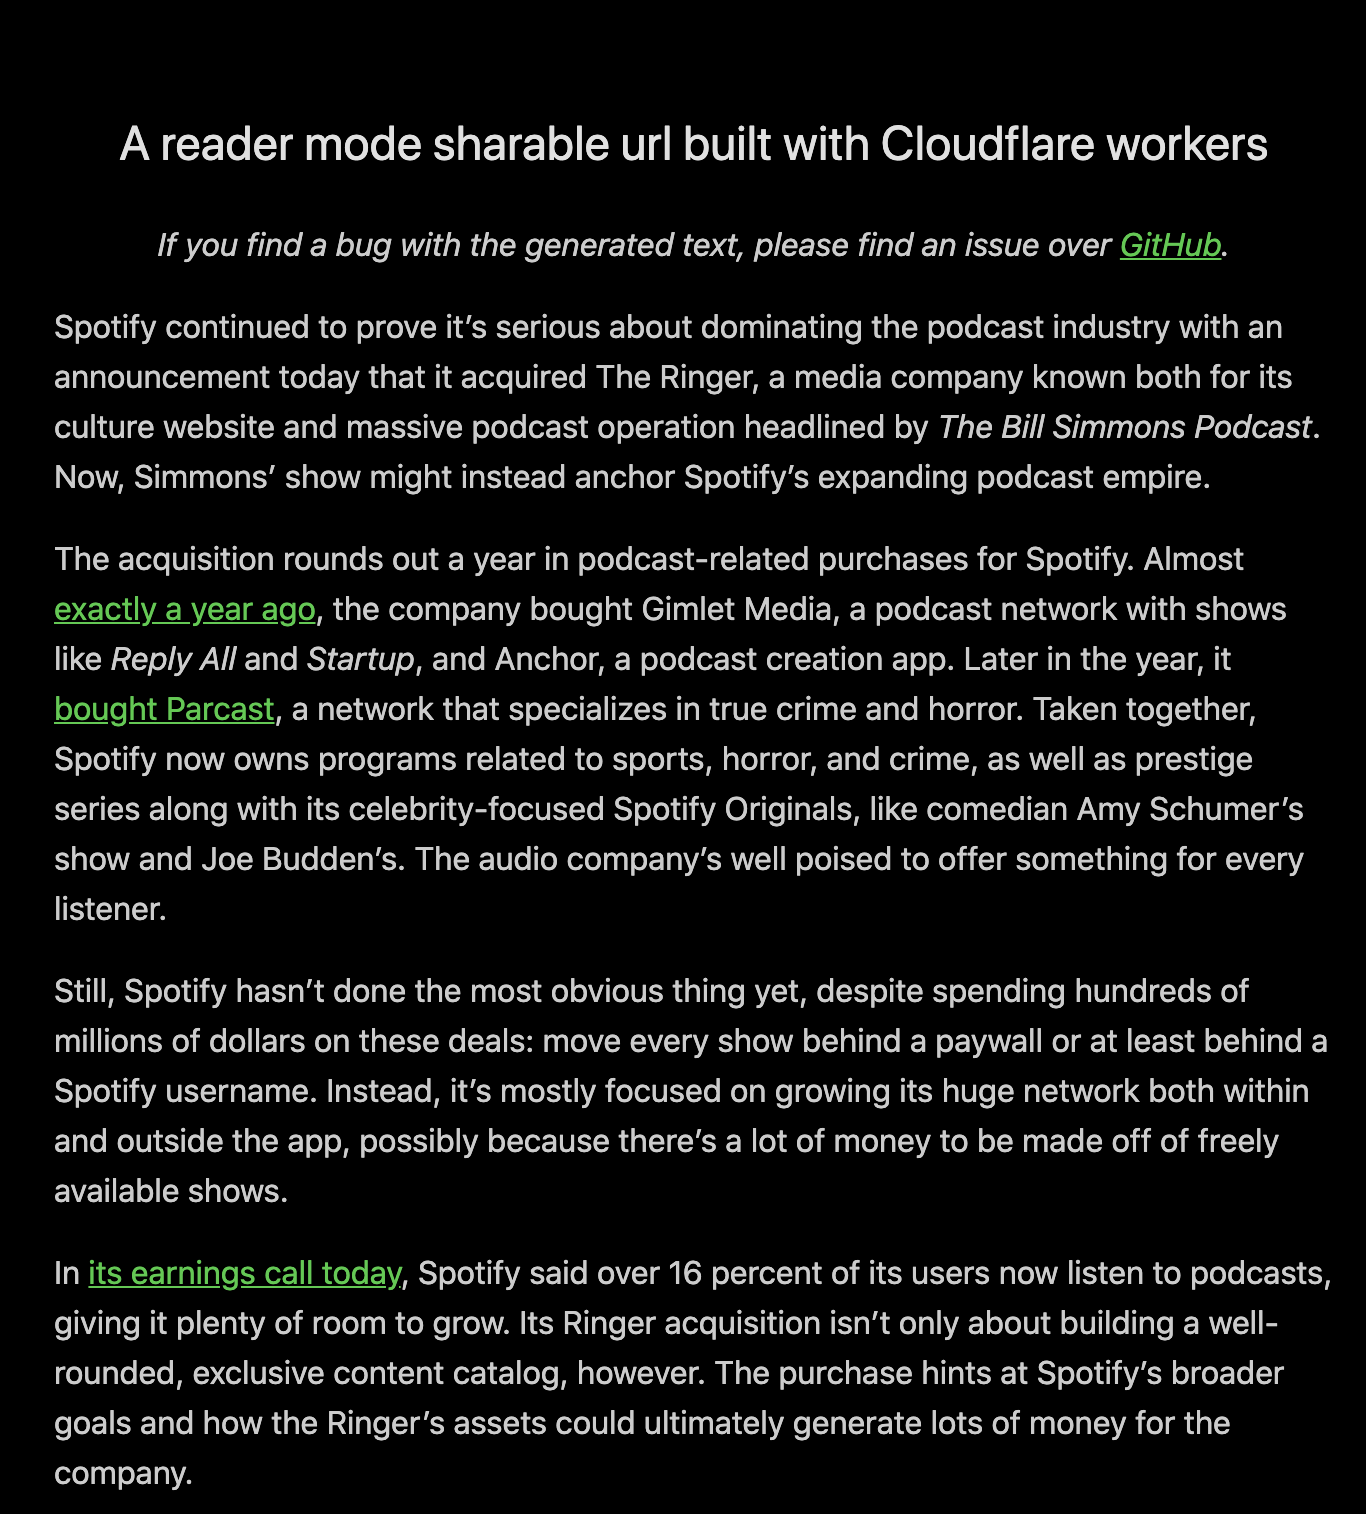 A reader mode sharable url built with Cloudflare workers
If you find a bug with the generated text, please find an issue over GitHub.
Spotify continued to prove it’s serious about dominating the podcast industry with an
announcement today that it acquired The Ringer, a media company known both for its
culture website and massive podcast operation headlined by The Bill Simmons Podcast.
Now, Simmons’ show might instead anchor Spotify’s expanding podcast empire.
The acquisition rounds out a year in podcast-related purchases for Spotify. Almost
exactly a year ago, the company bought Gimlet Media, a podcast network with shows
like Reply All and Startup, and Anchor, a podcast creation app. Later in the year, it
bought Parcast, a network that specializes in true crime and horror. Taken together,
Spotify now owns programs related to sports, horror, and crime, as well as prestige
series along with its celebrity-focused Spotify Originals, like comedian Amy Schumer’s
show and Joe Budden’s. The audio company’s well poised to offer something for every
listener.
Still, Spotify hasn’t done the most obvious thing yet, despite spending hundreds of
millions of dollars on these deals: move every show behind a paywall or at least behind a
Spotify username. Instead, it’s mostly focused on growing its huge network both within
and outside the app, possibly because there’s a lot of money to be made off of freely
available shows.
In its earnings call today, Spotify said over 16 percent of its users now listen to podcasts,
giving it plenty of room to grow. Its Ringer acquisition isn’t only about building a well-
rounded, exclusive content catalog, however. The purchase hints at Spotify’s broader
goals and how the Ringer’s assets could ultimately generate lots of money for the
company.